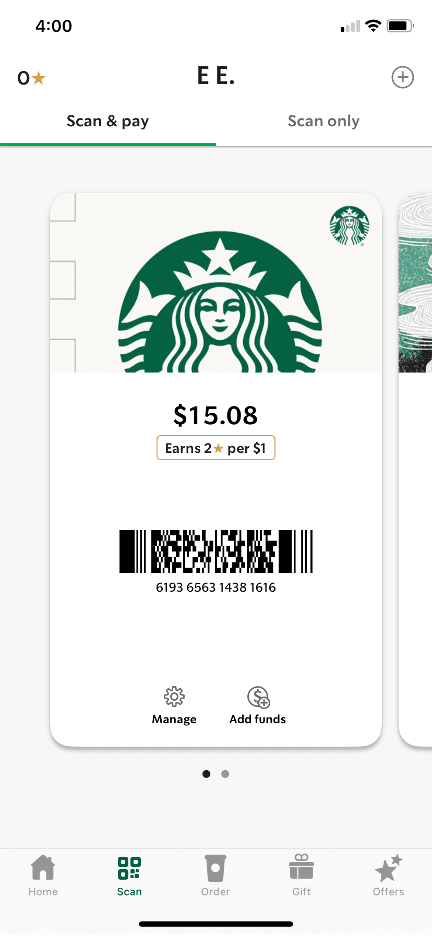 4:00
0★
E E.
Scan & pay
Scan only
$15.08
Earns 2★ per $1
6193 6563 1438 1616
Manage
Add funds
Home
Scan
Order
Gift
Offers